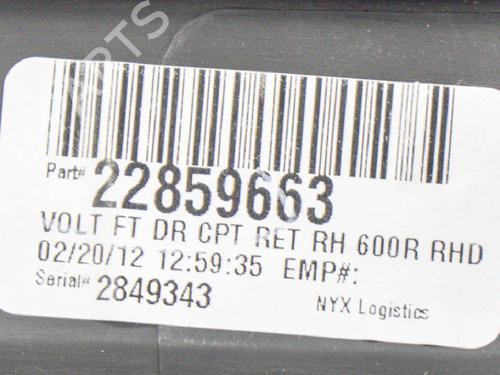 Part# 22859663
VOLT FT DR CPT RET RH 600R RHD
02/20/12 12:59:35 EMP#:
Serial# 2849343
NYX Logistics